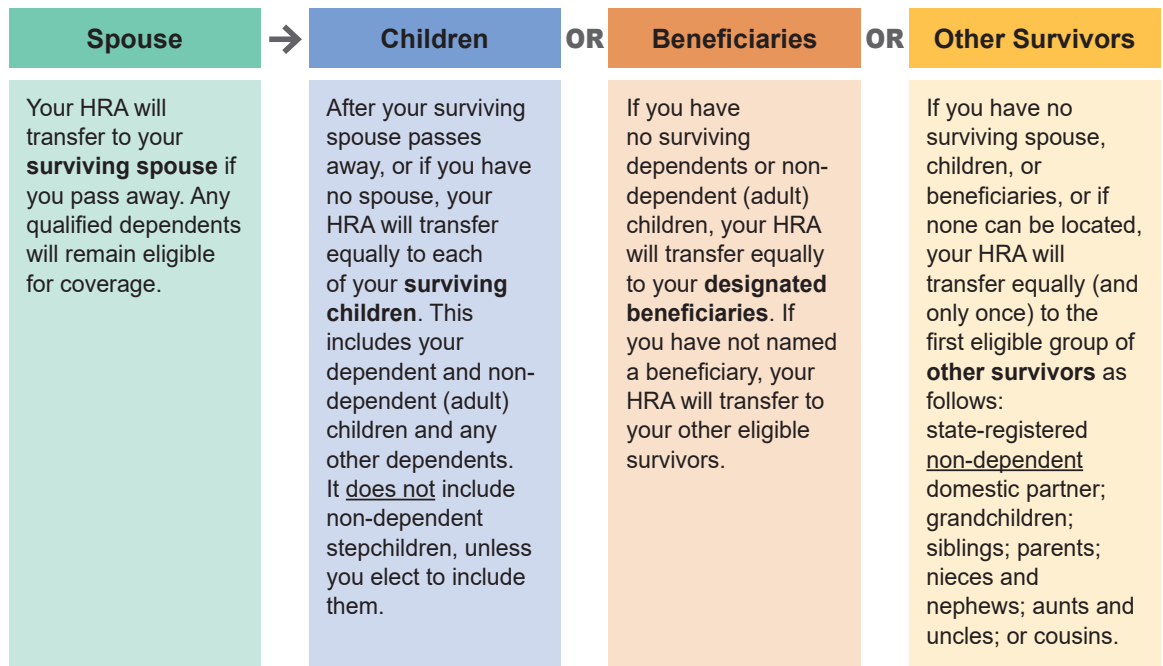 Spouse
→
Children
OR
Beneficiaries
OR
Other Survivors
Your HRA will
transfer to your
surviving spouse if
you pass away. Any
qualified dependents
will remain eligible
for coverage.
After your surviving
spouse passes
away, or if you have
no spouse, your
HRA will transfer
equally to each
of your surviving
children. This
includes your
dependent and non-
dependent (adult)
children and any
other dependents.
It does not include
non-dependent
stepchildren, unless
you elect to include
them.
If you have
no surviving
dependents or non-
dependent (adult)
children, your HRA
will transfer equally
to your designated
beneficiaries. If
you have not named
a beneficiary, your
HRA will transfer to
your other eligible
survivors.
If you have no
surviving spouse,
children, or
beneficiaries, or if
none can be located,
your HRA will
transfer equally (and
only once) to the
first eligible group of
other survivors as
follows:
state-registered
non-dependent
domestic partner;
grandchildren;
siblings; parents;
nieces and
nephews; aunts and
uncles; or cousins.